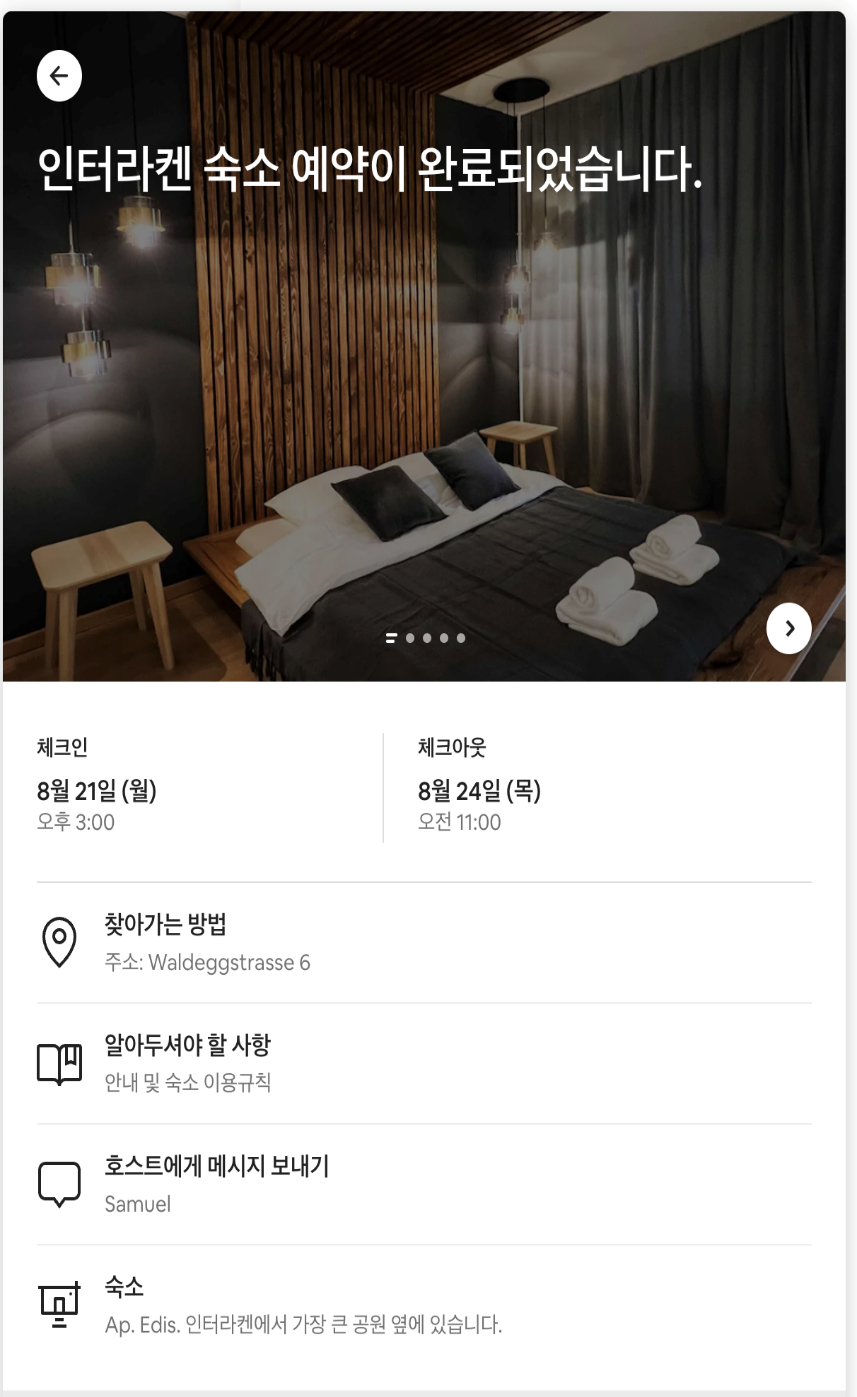 인터라켄 숙소 예약이 완료되었습니다.
체크인
8월 21일 (월)
오후 3:00
체크아웃
8월 24일 (목)
오전 11:00
찾아가는 방법
주소: Waldeggstrasse 6
알아두셔야 할 사항
안내 및 숙소 이용규칙
호스트에게 메시지 보내기
Samuel
숙소
Ap. Edis. 인터라켄에서 가장 큰 공원 옆에 있습니다.